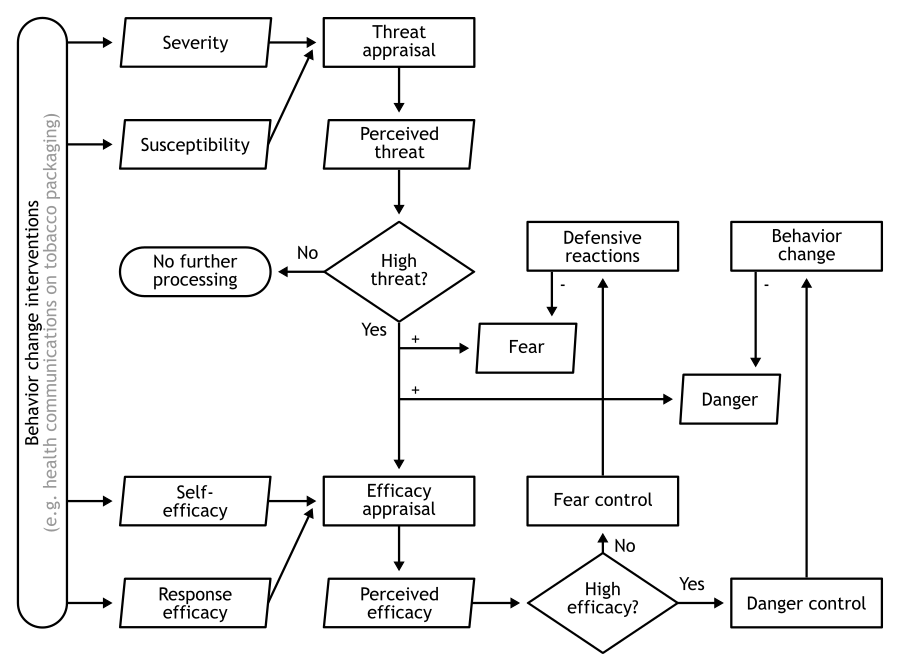 Behavior change interventions
(e.g. health communications on tobacco packaging)
Severity
Threat
appraisal
Susceptibility
Perceived
threat
No further
processing
No
High
threat?
Yes
Defensive
reactions
-
Behavior
change
-
+
Fear
+
Danger
Self-
efficacy
Efficacy
appraisal
Fear control
No
Response
efficacy
Perceived
efficacy
High
efficacy?
Yes
Danger control